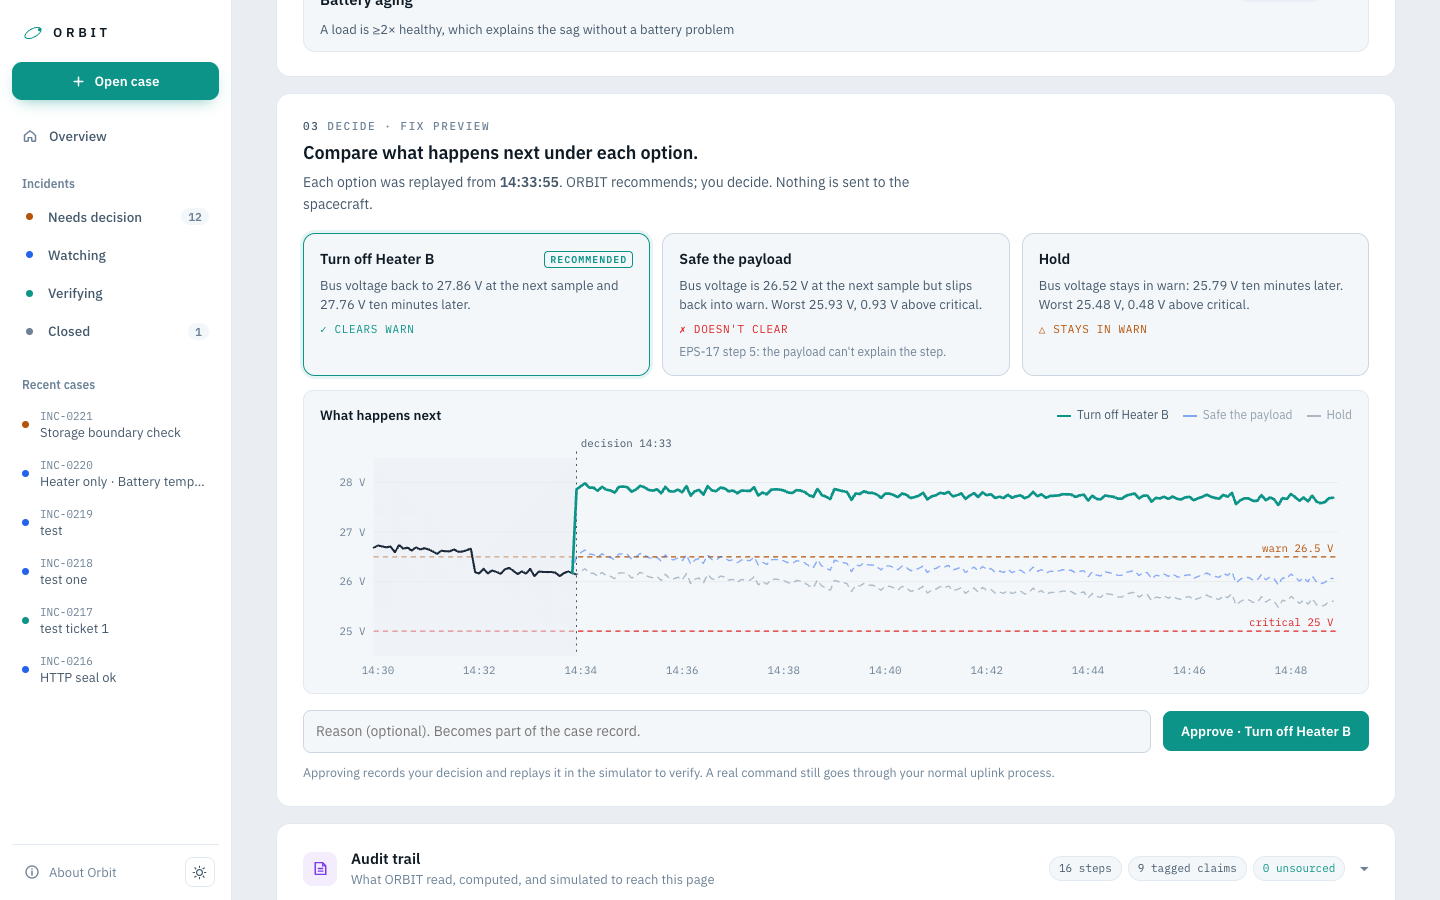 ORBIT
+ Open case
Overview
Incidents
Needs decision 12
Watching
Verifying
Closed 1
Recent cases
INC-0221
Storage boundary check
INC-0220
Heater only · Battery temp...
INC-0219
test
INC-0218
test one
INC-0217
test ticket 1
INC-0216
HTTP seal ok
About Orbit
Battery aging
A load is ≥2× healthy, which explains the sag without a battery problem
03 DECIDE · FIX PREVIEW
Compare what happens next under each option.
Each option was replayed from 14:33:55. ORBIT recommends; you decide. Nothing is sent to the
spacecraft.
Turn off Heater B RECOMMENDED
Bus voltage back to 27.86 V at the next sample and
27.76 V ten minutes later.
✓ CLEARS WARN
Safe the payload
Bus voltage is 26.52 V at the next sample but slips
back into warn. Worst 25.93 V, 0.93 V above critical.
✗ DOESN'T CLEAR
EPS-17 step 5: the payload can't explain the step.
Hold
Bus voltage stays in warn: 25.79 V ten minutes later.
Worst 25.48 V, 0.48 V above critical.
△ STAYS IN WARN
What happens next
Turn off Heater B Safe the payload Hold
decision 14:33
28 V
27 V
warn 26.5 V
26 V
critical 25 V
25 V
14:30 14:32 14:34 14:36 14:38 14:40 14:42 14:44 14:46 14:48
Reason (optional). Becomes part of the case record.
Approve · Turn off Heater B
Approving records your decision and replays it in the simulator to verify. A real command still goes through your normal uplink process.
Audit trail
What ORBIT read, computed, and simulated to reach this page
16 steps 9 tagged claims 0 unsourced